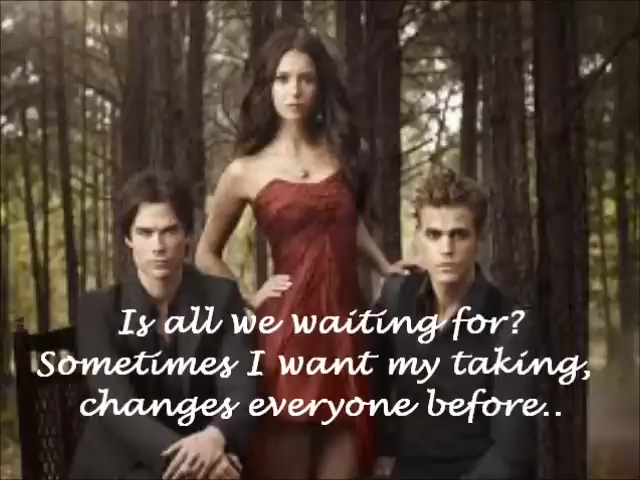 Is all we waiting for?
Sometimes I want my taking,
changes everyone before..